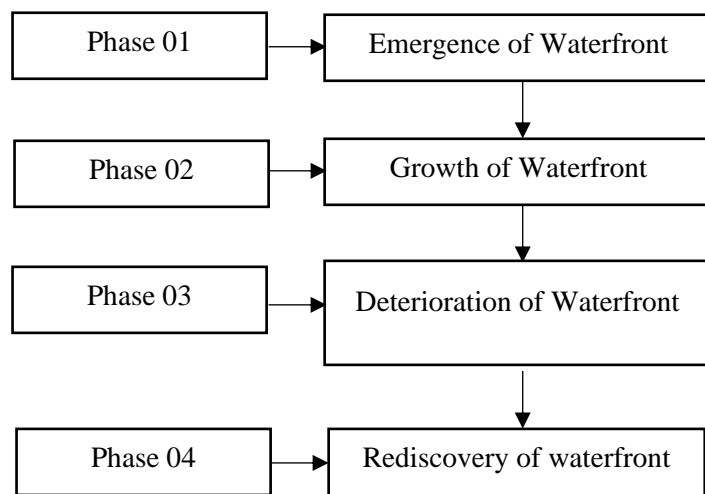 Phase 01
Emergence of Waterfront
Phase 02
Growth of Waterfront
Phase 03
Deterioration of Waterfront
Phase 04
Rediscovery of waterfront